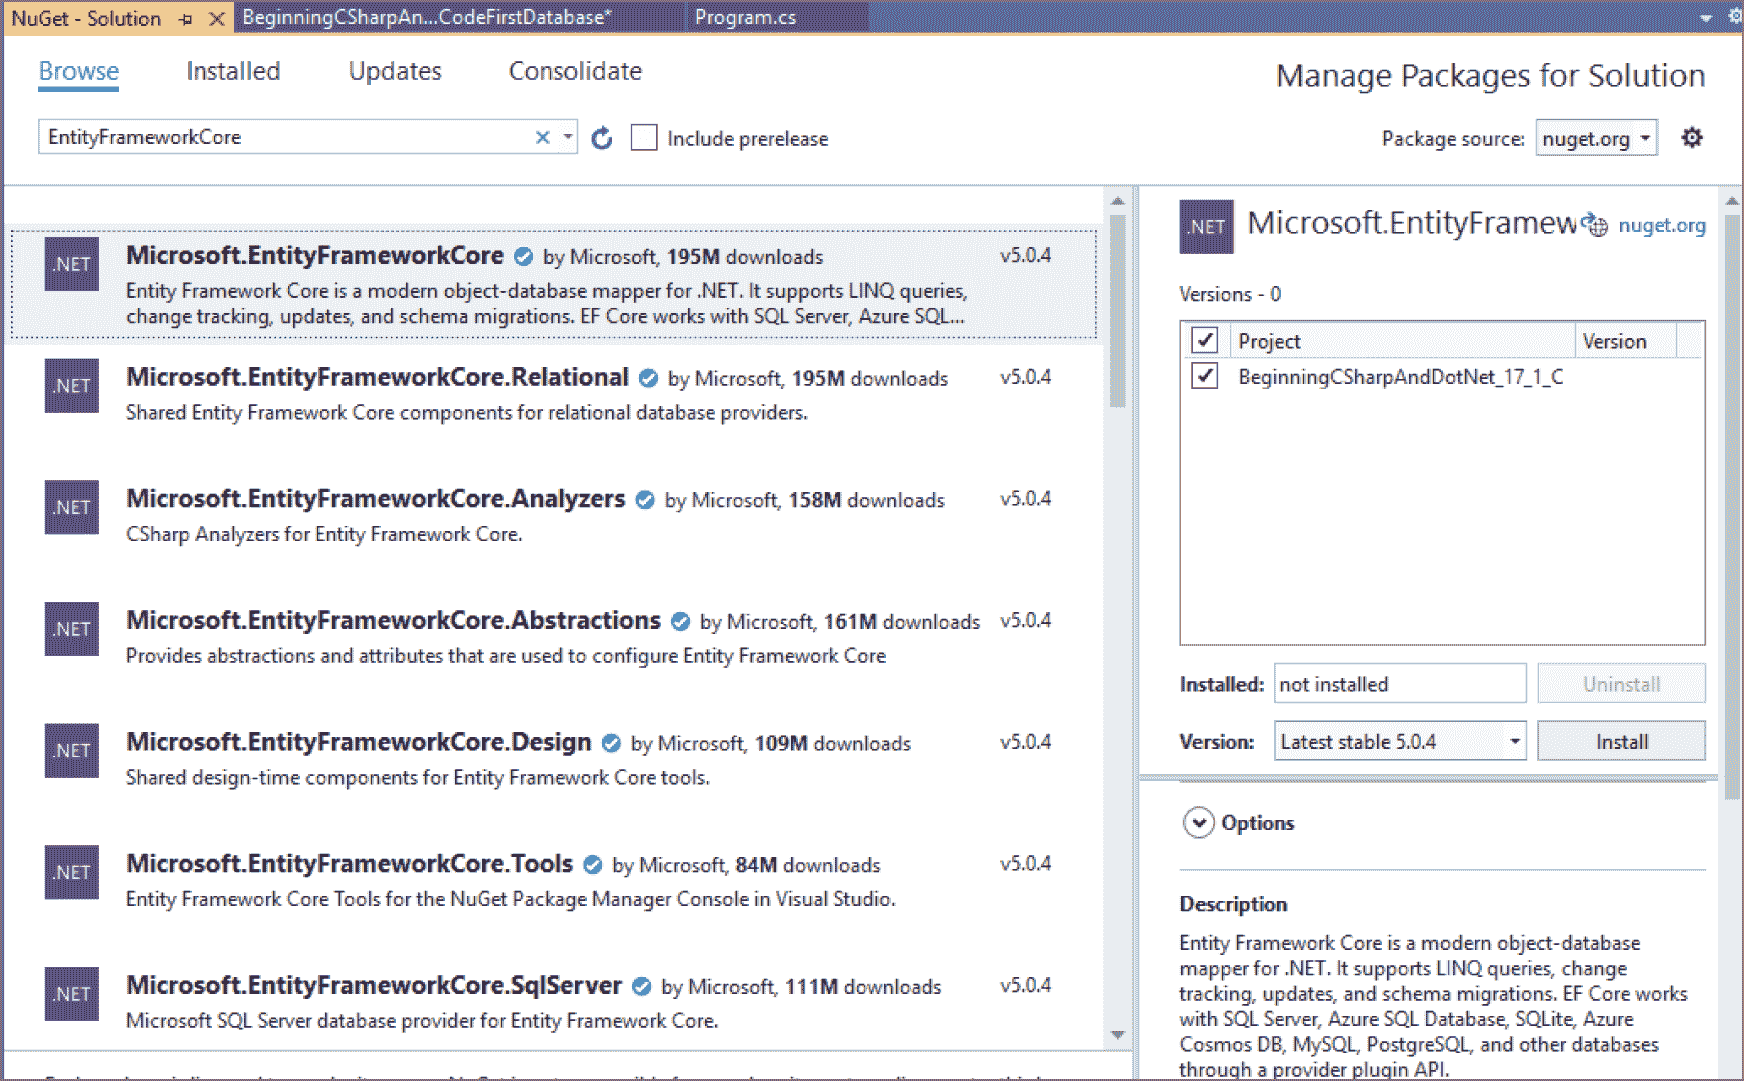 NuGet - Solution
BeginningCSharpAn...CodeFirstDatabase*
Program.cs
Browse
Installed
Updates
Consolidate
Manage Packages for Solution
EntityFrameworkCore
Include prerelease
Package source:
nuget.org
.NET
Microsoft.EntityFrameworkCore by Microsoft, 195M downloads
v5.0.4
Entity Framework Core is a modern object-database mapper for .NET. It supports LINQ queries,
change tracking, updates, and schema migrations. EF Core works with SQL Server, Azure SQL...
.NET
Microsoft.EntityFrameworkCore.Relational by Microsoft, 195M downloads
v5.0.4
Shared Entity Framework Core components for relational database providers.
.NET
Microsoft.EntityFrameworkCore.Analyzers by Microsoft, 158M downloads
v5.0.4
CSharp Analyzers for Entity Framework Core.
.NET
Microsoft.EntityFrameworkCore.Abstractions by Microsoft, 161M downloads
v5.0.4
Provides abstractions and attributes that are used to configure Entity Framework Core
.NET
Microsoft.EntityFrameworkCore.Design by Microsoft, 109M downloads
v5.0.4
Shared design-time components for Entity Framework Core tools.
.NET
Microsoft.EntityFrameworkCore.Tools by Microsoft, 84M downloads
v5.0.4
Entity Framework Core Tools for the NuGet Package Manager Console in Visual Studio.
.NET
Microsoft.EntityFrameworkCore.SqlServer by Microsoft, 111M downloads
v5.0.4
Microsoft SQL Server database provider for Entity Framework Core.
.NET
Microsoft.EntityFramew
nuget.org
Versions - 0
Project
Version
BeginningCSharpAndDotNet_17_1_C
Installed:
not installed
Uninstall
Version:
Latest stable 5.0.4
Install
Options
Description
Entity Framework Core is a modern object-database
mapper for .NET. It supports LINQ queries, change
tracking, updates, and schema migrations. EF Core works
with SQL Server, Azure SQL Database, SQLite, Azure
Cosmos DB, MySQL, PostgreSQL, and other databases
through a provider plugin API.